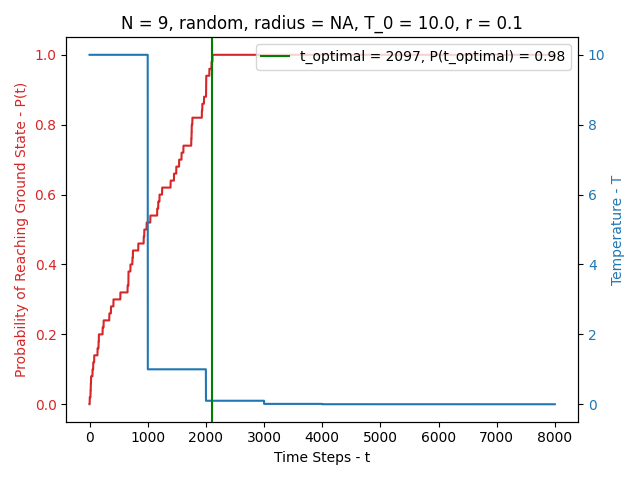 N = 9, random, radius = NA, T_0 = 10.0, r = 0.1
t_optimal = 2097, P(t_optimal) = 0.98
Probability of Reaching Ground State - P(t)
1.0
0.8
0.6
0.4
0.2
0.0
10
8
6
4
2
0
Temperature - T
0 1000 2000 3000 4000 5000 6000 7000 8000
Time Steps - t